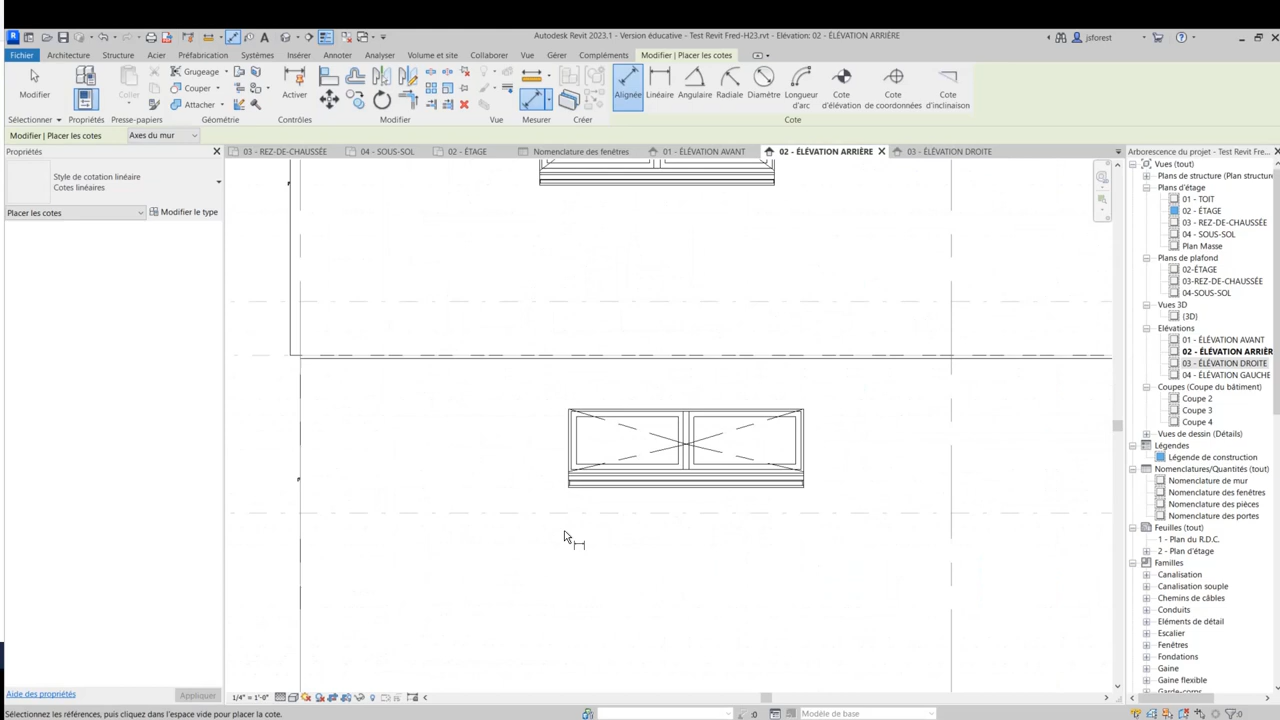 Autodesk Revit 2023.1 - Version éducative - Test Revit Fred-H23.rvt - Elévation: 02 - ÉLÉVATION ARRIÈRE
jsforest
Fichier Architecture Structure Acier Préfabrication Systèmes Insérer Annoter Analyser Volume et site Collaborer Vue Gérer Compléments Modifier | Placer les cotes
Modifier
Propriétés
Coller
Grugeage
Couper
Attacher
Activer
Alignée Linéaire Angulaire Radiale Diamètre Longueur d'arc Cote d'élévation Cote de coordonnées Cote d'inclinaison
Sélectionner Propriétés Presse-papiers Géométrie Contrôles Modifier Vue Mesurer Créer Cote
Modifier | Placer les cotes Axes du mur
Propriétés
03 - REZ-DE-CHAUSSÉE 04 - SOUS-SOL 02 - ÉTAGE Nomenclature des fenêtres 01 - ÉLÉVATION AVANT 02 - ÉLÉVATION ARRIÈRE 03 - ÉLÉVATION DROITE
Style de cotation linéaire
Cotes linéaires
Placer les cotes Modifier le type
Arborescence du projet - Test Revit Fre...
Vues (tout)
Plans de structure (Plan structure
Plans d'étage
01 - TOIT
02 - ÉTAGE
03 - REZ-DE-CHAUSSÉE
04 - SOUS-SOL
Plan Masse
Plans de plafond
02-ÉTAGE
03-REZ-DE-CHAUSSÉE
04-SOUS-SOL
Vues 3D
{3D}
Elévations
01 - ÉLÉVATION AVANT
02 - ÉLÉVATION ARRIÈR
03 - ÉLÉVATION DROITE
04 - ÉLÉVATION GAUCHE
Coupes (Coupe du bâtiment)
Coupe 2
Coupe 3
Coupe 4
Vues de dessin (Détails)
Légendes
Légende de construction
Nomenclatures/Quantités (tout)
Nomenclature de mur
Nomenclature des fenêtres
Nomenclature des pièces
Nomenclature des portes
Feuilles (tout)
1 - Plan du R.D.C.
2 - Plan d'étage
Familles
Canalisation
Canalisation souple
Chemins de câbles
Conduits
Eléments de détail
Escalier
Fenêtres
Fondations
Gaine
Gaine flexible
Garde-corps
Aide des propriétés Appliquer
1/4" = 1'-0"
Sélectionnez les références, puis cliquez dans l'espace vide pour placer la cote.
:0
Modèle de base
:0